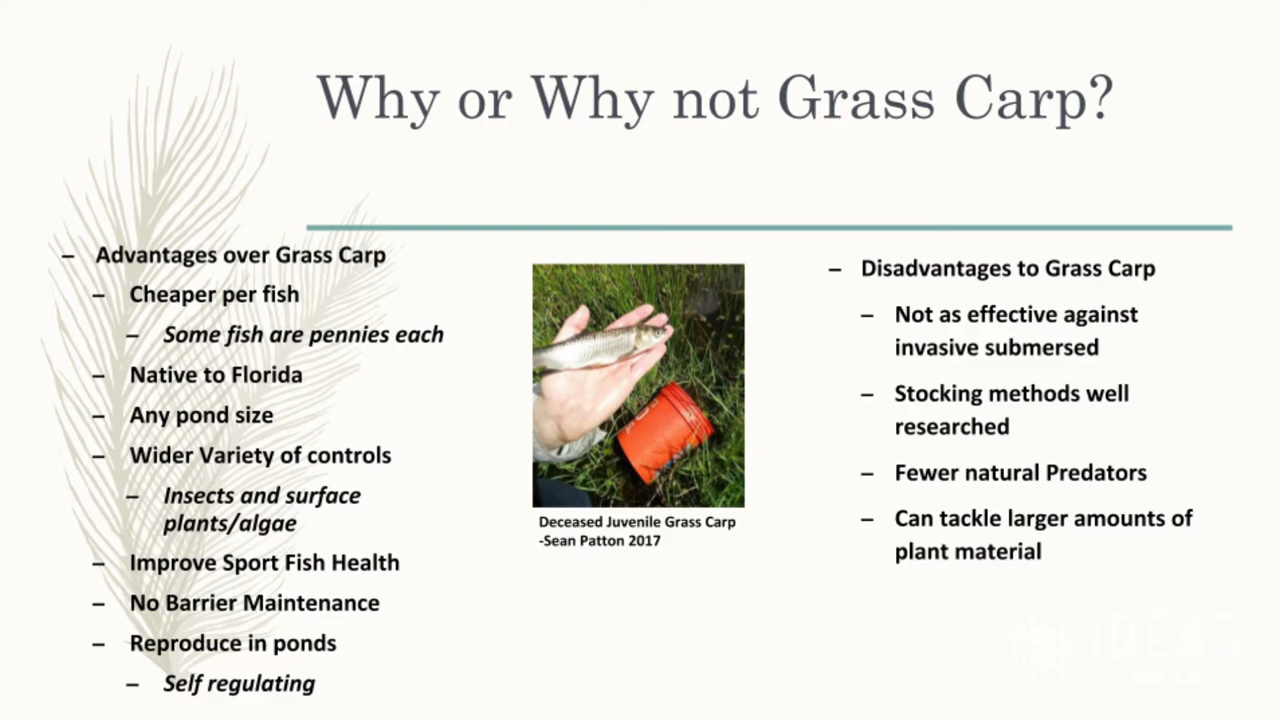 Why or Why not Grass Carp?
– Advantages over Grass Carp
– Cheaper per fish
– Some fish are pennies each
– Native to Florida
– Any pond size
– Wider Variety of controls
– Insects and surface
plants/algae
– Improve Sport Fish Health
– No Barrier Maintenance
– Reproduce in ponds
– Self regulating
Deceased Juvenile Grass Carp
-Sean Patton 2017
– Disadvantages to Grass Carp
– Not as effective against
invasive submersed
– Stocking methods well
researched
– Fewer natural Predators
– Can tackle larger amounts of
plant material